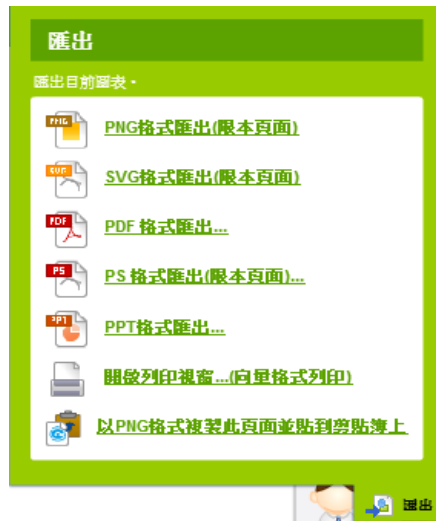 匯出
匯出目前圖表。
PNG
PNG格式匯出(限本頁面)
SVG
SVG格式匯出(限本頁面)
PDF
PDF 格式匯出...
PS
PS 格式匯出(限本頁面)...
PPT
PPT格式匯出...
開啟列印視窗...(向量格式列印)
以PNG格式複製此頁面並貼到剪貼簿上
匯出